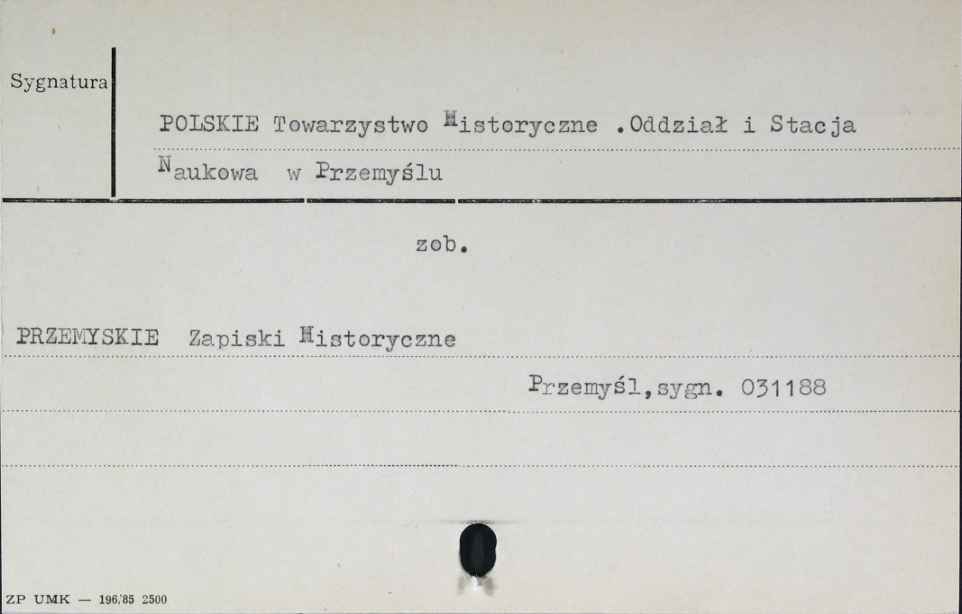 Sygnatura
POLSKIE Towarzystwo Historyczne .Oddział i Stacja
Naukowa w Przemyślu
zob.
PRZEMYSKIE Zapiski Historyczne
Przemyśl,sygn. 031188
ZP UMK — 196/85 2500